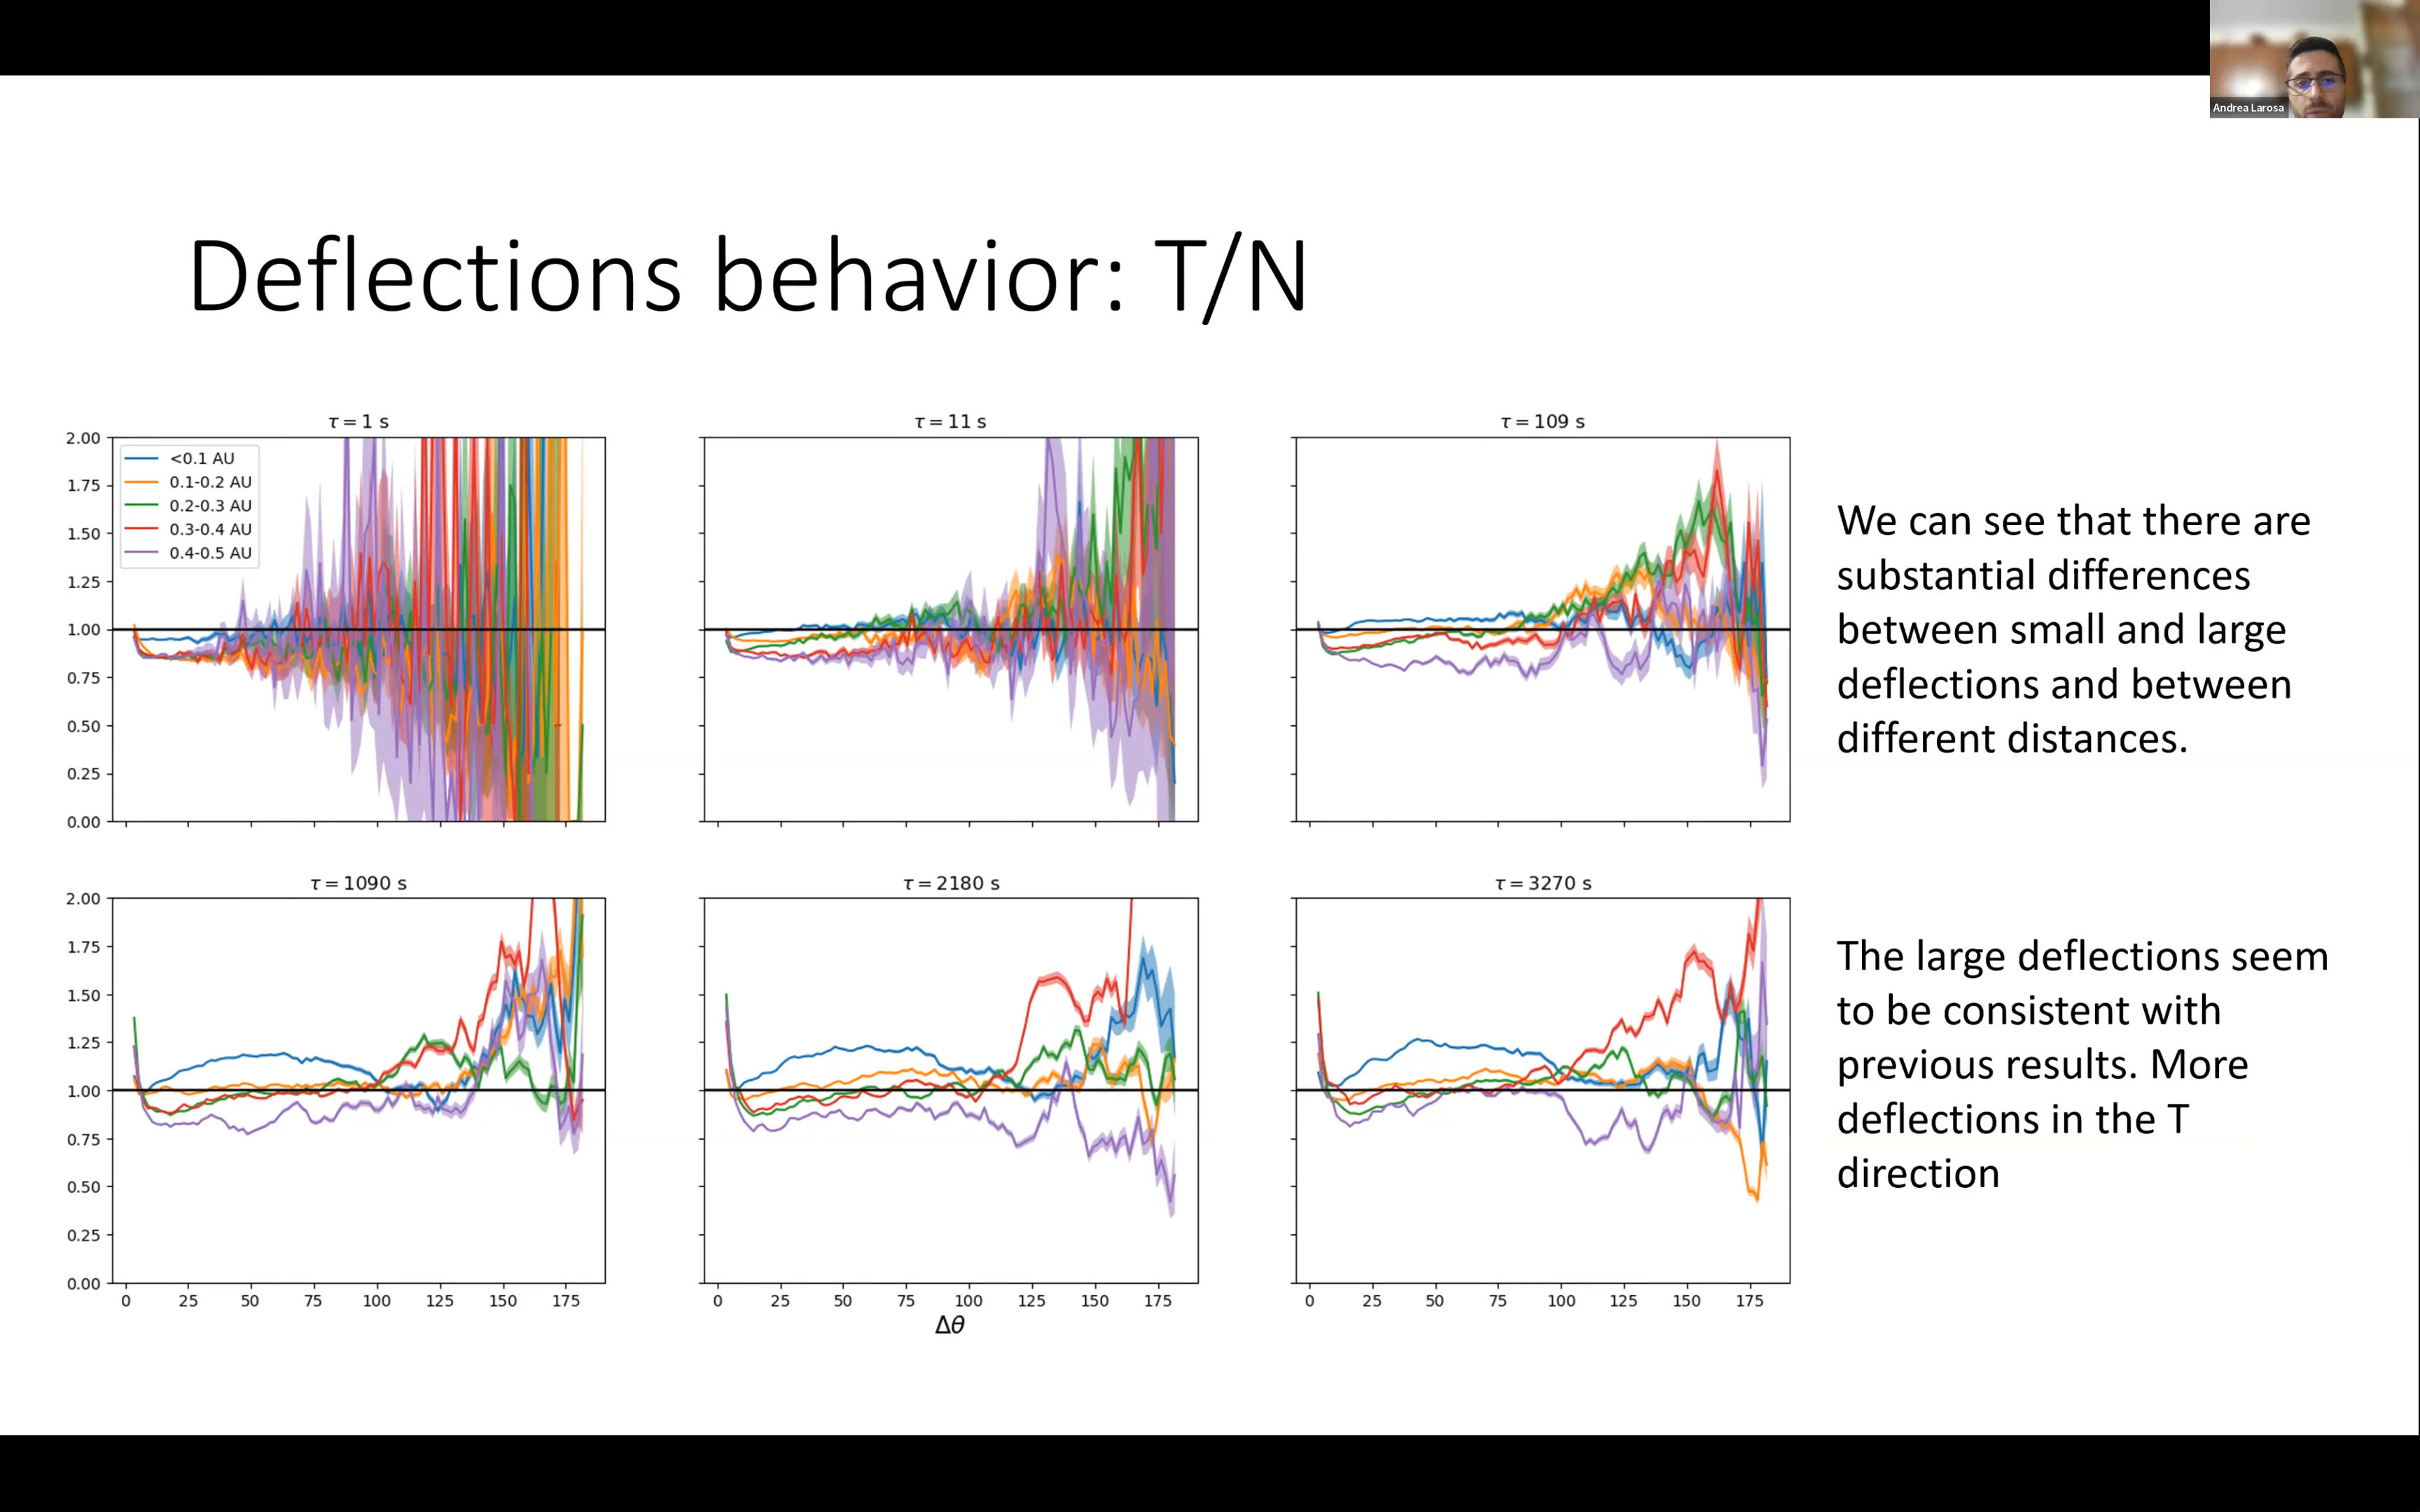 Andrea Larosa
Deflections behavior: T/N
τ = 1 s
2.00
1.75
1.50
1.25
1.00
0.75
0.50
0.25
0.00
<0.1 AU
0.1-0.2 AU
0.2-0.3 AU
0.3-0.4 AU
0.4-0.5 AU
τ = 11 s
τ = 109 s
We can see that there are
substantial differences
between small and large
deflections and between
different distances.
τ = 1090 s
2.00
1.75
1.50
1.25
1.00
0.75
0.50
0.25
0.00
0 25 50 75 100 125 150 175
τ = 2180 s
0 25 50 75 100 125 150 175
Δθ
τ = 3270 s
0 25 50 75 100 125 150 175
The large deflections seem
to be consistent with
previous results. More
deflections in the T
direction